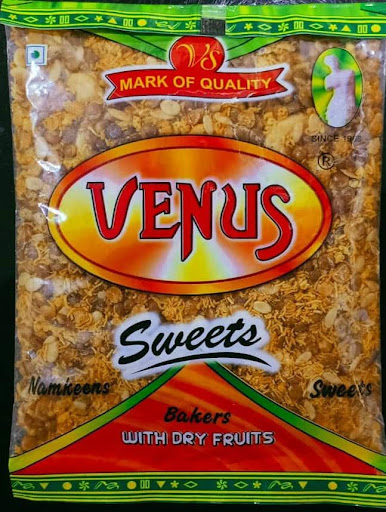 VS
MARK OF QUALITY
SINCE
R
VENUS
Sweets
Namkeens
Sweets
Bakers
WITH DRY FRUITS